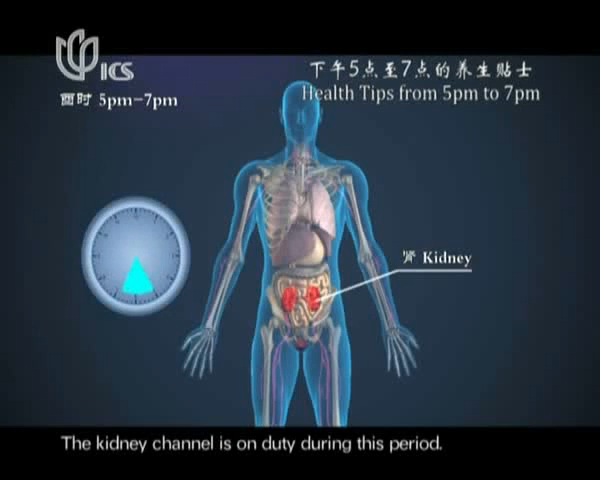 ICS
下午5点至7点的养生贴士
Health Tips from 5pm to 7pm
酉时 5pm-7pm
肾 Kidney
The kidney channel is on duty during this period.